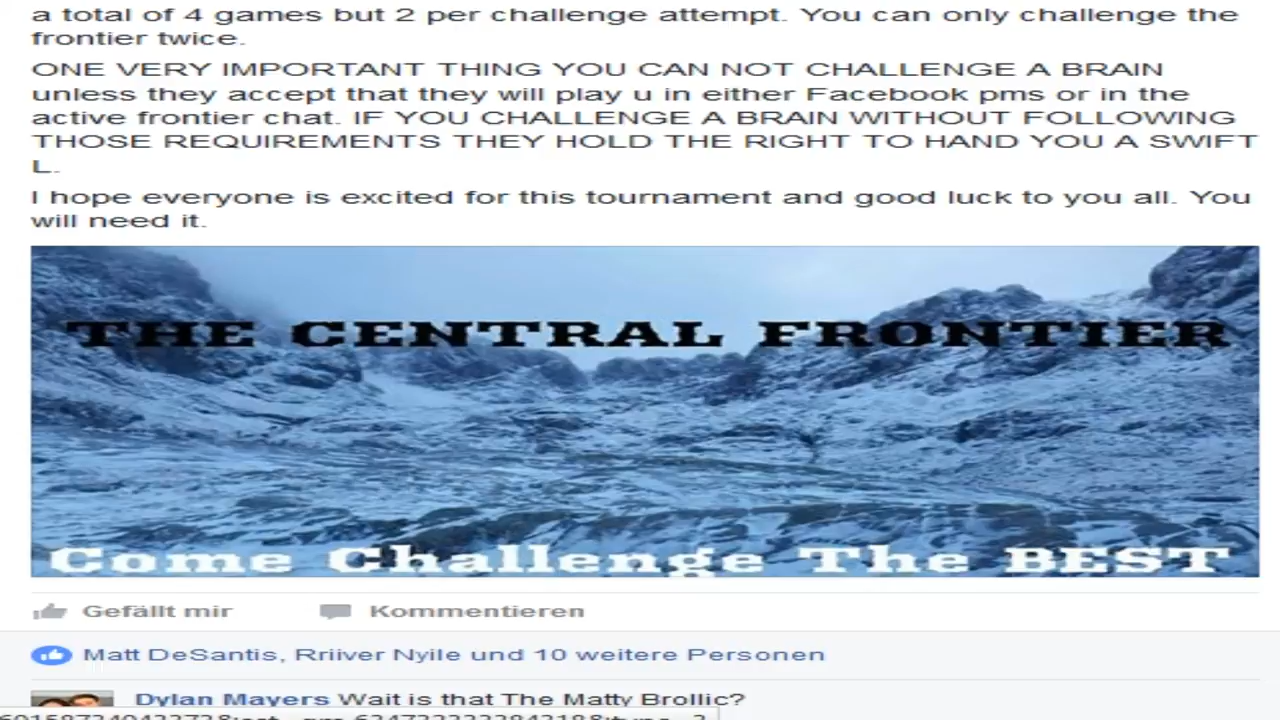 a total of 4 games but 2 per challenge attempt. You can only challenge the
frontier twice.
ONE VERY IMPORTANT THING YOU CAN NOT CHALLENGE A BRAIN
unless they accept that they will play u in either Facebook pms or in the
active frontier chat. IF YOU CHALLENGE A BRAIN WITHOUT FOLLOWING
THOSE REQUIREMENTS THEY HOLD THE RIGHT TO HAND YOU A SWIFT
L.
I hope everyone is excited for this tournament and good luck to you all. You
will need it.
THE CENTRAL FRONTIER
Come Challenge The BEST
Gefällt mir Kommentieren
Matt DeSantis, Rriiver Nyile und 10 weitere Personen
Dylan Mayers Wait is that The Matty Brollic?